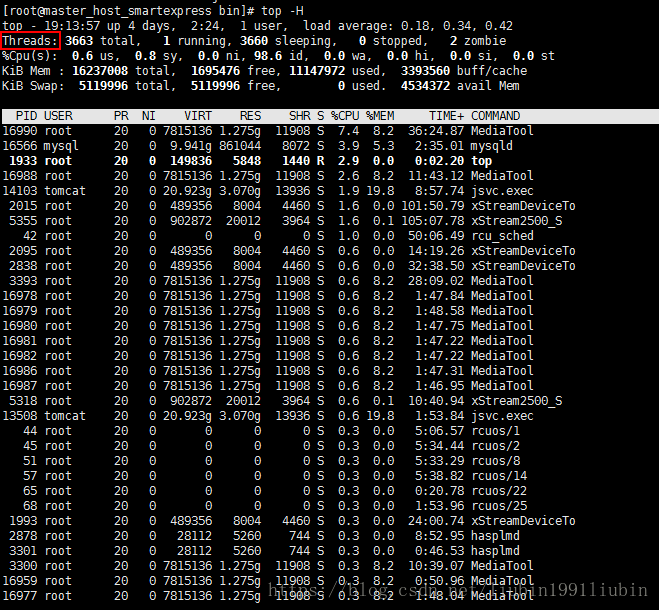 [root@master_host_smartexpress bin]# top -H
top - 19:13:57 up 4 days,  2:24,  1 user,  load average: 0.18, 0.34, 0.42
Threads: 3663 total,   1 running, 3660 sleeping,   0 stopped,   2 zombie
%Cpu(s):  0.6 us,  0.8 sy,  0.0 ni, 98.6 id,  0.0 wa,  0.0 hi,  0.0 si,  0.0 st
KiB Mem : 16237008 total,  1695476 free, 11147972 used,  3393560 buff/cache
KiB Swap:  5119996 total,  5119996 free,        0 used.  4534372 avail Mem
PID USER      PR  NI    VIRT    RES    SHR S %CPU %MEM     TIME+ COMMAND
16990 root      20   0 7815136 1.275g  11908 S  7.4  8.2  36:24.87 MediaTool
16566 mysql     20   0  9.941g 861044   8072 S  3.9  5.3   2:35.01 mysqld
1933 root      20   0  149836   5848   1440 R  2.9  0.0   0:02.20 top
16988 root      20   0 7815136 1.275g  11908 S  2.6  8.2  11:43.12 MediaTool
14103 tomcat    20   0 20.923g 3.070g  13936 S  1.9 19.8   8:57.74 jsvc.exec
2015 root      20   0  489356   8004   4460 S  1.6  0.0 101:50.79 xStreamDeviceTo
5355 root      20   0  902872  20012   3964 S  1.6  0.1 105:07.78 xStream2500_S
42 root      20   0       0      0      0 S  1.0  0.0  50:06.49 rcu_sched
2095 root      20   0  489356   8004   4460 S  0.6  0.0  14:19.26 xStreamDeviceTo
2838 root      20   0  489356   8004   4460 S  0.6  0.0  32:38.50 xStreamDeviceTo
3393 root      20   0 7815136 1.275g  11908 S  0.6  8.2  28:09.02 MediaTool
16978 root      20   0 7815136 1.275g  11908 S  0.6  8.2   1:47.84 MediaTool
16979 root      20   0 7815136 1.275g  11908 S  0.6  8.2   1:48.58 MediaTool
16980 root      20   0 7815136 1.275g  11908 S  0.6  8.2   1:47.75 MediaTool
16981 root      20   0 7815136 1.275g  11908 S  0.6  8.2   1:47.22 MediaTool
16982 root      20   0 7815136 1.275g  11908 S  0.6  8.2   1:47.22 MediaTool
16986 root      20   0 7815136 1.275g  11908 S  0.6  8.2   1:47.31 MediaTool
16987 root      20   0 7815136 1.275g  11908 S  0.6  8.2   1:46.95 MediaTool
5318 root      20   0  902872  20012   3964 S  0.6  0.1  10:40.94 xStream2500_S
13508 tomcat    20   0 20.923g 3.070g  13936 S  0.6 19.8   1:53.84 jsvc.exec
44 root      20   0       0      0      0 S  0.3  0.0   5:06.57 rcuos/1
45 root      20   0       0      0      0 S  0.3  0.0   5:34.44 rcuos/2
51 root      20   0       0      0      0 S  0.3  0.0   5:33.29 rcuos/8
57 root      20   0       0      0      0 S  0.3  0.0   5:38.82 rcuos/14
65 root      20   0       0      0      0 S  0.3  0.0   0:20.78 rcuos/22
68 root      20   0       0      0      0 S  0.3  0.0   1:53.96 rcuos/25
1993 root      20   0  489356   8004   4460 S  0.3  0.0  24:00.74 xStreamDeviceTo
2878 root      20   0   28112   5260    744 S  0.3  0.0   8:52.95 hasplmd
3301 root      20   0   28112   5260    744 S  0.3  0.0   0:46.53 hasplmd
3300 root      20   0 7815136 1.275g  11908 S  0.3  8.2  10:39.07 MediaTool
16959 root      20   0 7815136 1.275g  11908 S  0.3  8.2   0:50.96 MediaTool
16977 root      20   0 7815136 1.275g  11908 S  0.3  8.2   1:48.04 MediaTool
https://blog.csdn.net/liubin1991liubin